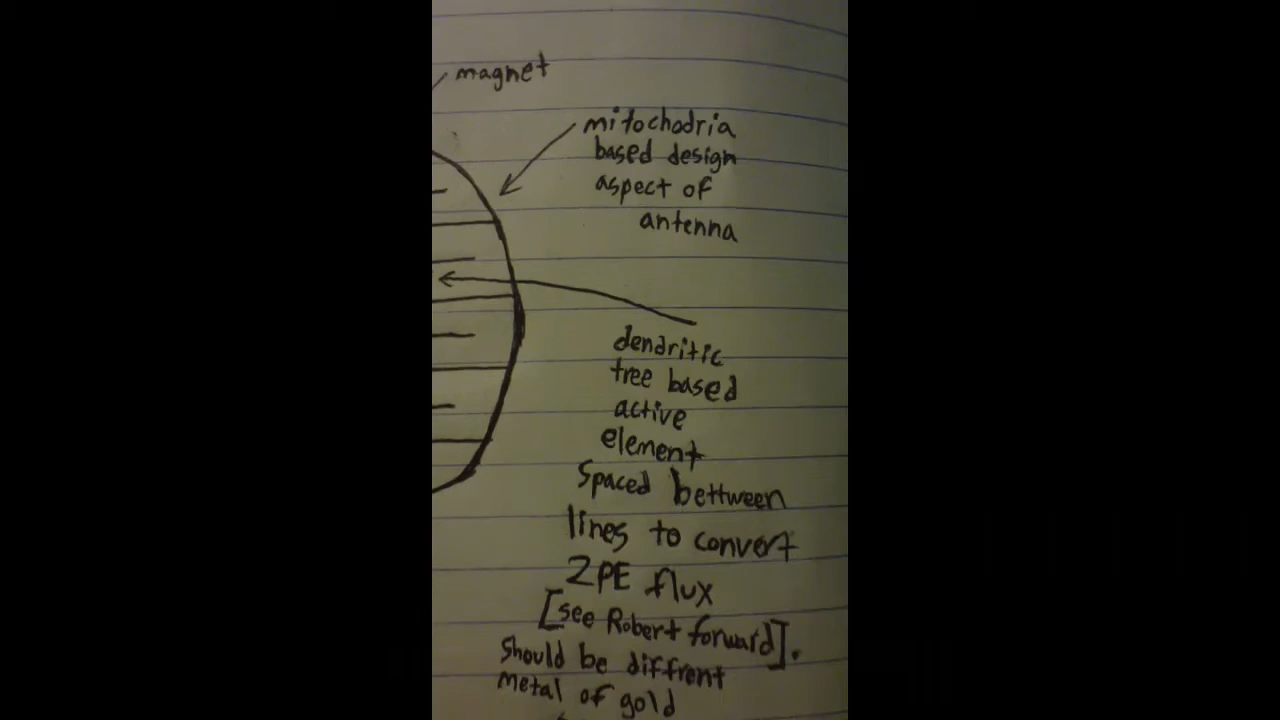 magnet
mitochodria
based design
aspect of
antenna
dendritic
tree based
active
element
Spaced bettween
lines to convert
ZPE flux
[see Robert forward].
Should be diffrent
metal of gold